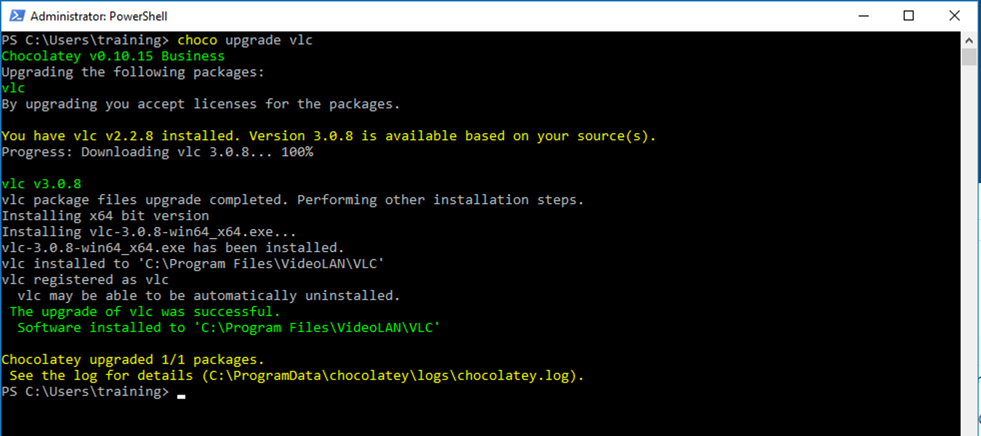 Administrator: PowerShell
PS C:\Users\training> choco upgrade vlc
Chocolatey v0.10.15 Business
Upgrading the following packages:
vlc
By upgrading you accept licenses for the packages.
You have vlc v2.2.8 installed. Version 3.0.8 is available based on your source(s).
Progress: Downloading vlc 3.0.8... 100%
vlc v3.0.8
vlc package files upgrade completed. Performing other installation steps.
Installing x64 bit version
Installing vlc-3.0.8-win64_x64.exe...
vlc-3.0.8-win64_x64.exe has been installed.
vlc installed to 'C:\Program Files\VideoLAN\VLC'
vlc registered as vlc
  vlc may be able to be automatically uninstalled.
 The upgrade of vlc was successful.
  Software installed to 'C:\Program Files\VideoLAN\VLC'
Chocolatey upgraded 1/1 packages.
 See the log for details (C:\ProgramData\chocolatey\logs\chocolatey.log).
PS C:\Users\training>